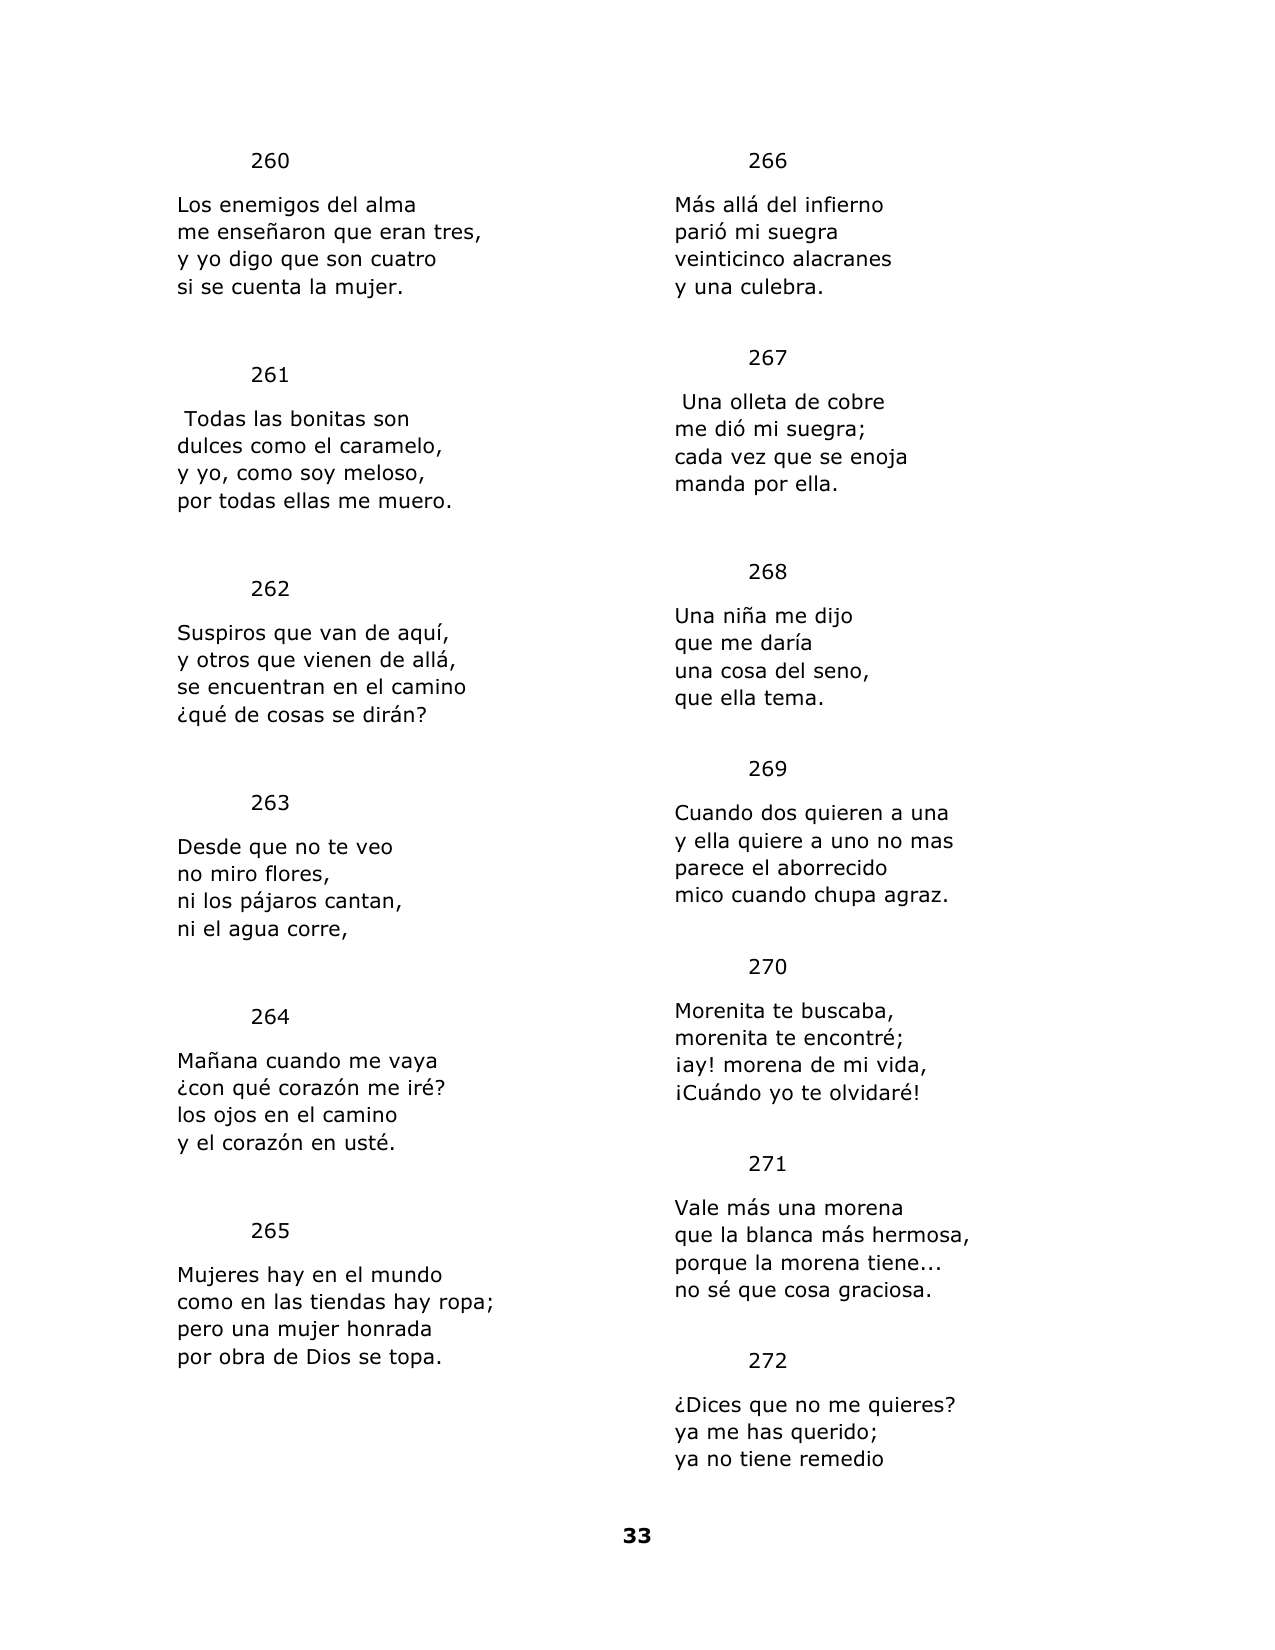 260
Los enemigos del alma
me enseñaron que eran tres,
y yo digo que son cuatro
si se cuenta la mujer.
261
Todas las bonitas son
dulces como el caramelo,
y yo, como soy meloso,
por todas ellas me muero.
262
Suspiros que van de aquí,
y otros que vienen de allá,
se encuentran en el camino
¿qué de cosas se dirán?
263
Desde que no te veo
no miro flores,
ni los pájaros cantan,
ni el agua corre,
264
Mañana cuando me vaya
¿con qué corazón me iré?
los ojos en el camino
y el corazón en usté.
265
Mujeres hay en el mundo
como en las tiendas hay ropa;
pero una mujer honrada
por obra de Dios se topa.
266
Más allá del infierno
parió mi suegra
veinticinco alacranes
y una culebra.
267
Una olleta de cobre
me dió mi suegra;
cada vez que se enoja
manda por ella.
268
Una niña me dijo
que me daría
una cosa del seno,
que ella tema.
269
Cuando dos quieren a una
y ella quiere a uno no mas
parece el aborrecido
mico cuando chupa agraz.
270
Morenita te buscaba,
morenita te encontré;
¡ay! morena de mi vida,
¡Cuándo yo te olvidaré!
271
Vale más una morena
que la blanca más hermosa,
porque la morena tiene...
no sé que cosa graciosa.
272
¿Dices que no me quieres?
ya me has querido;
ya no tiene remedio
33